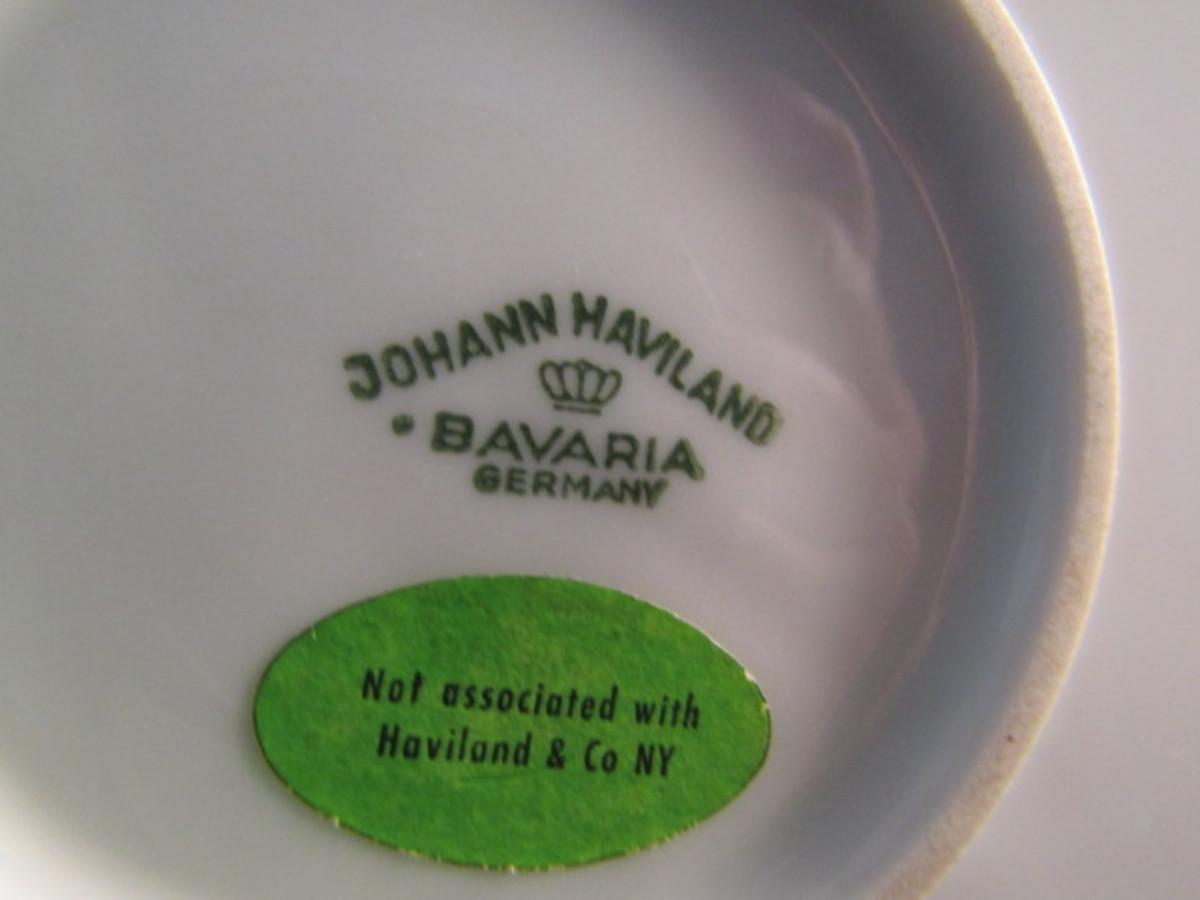 JOHANN HAVILAND
BAVARIA
GERMANY
Not associated with
Haviland & Co NY